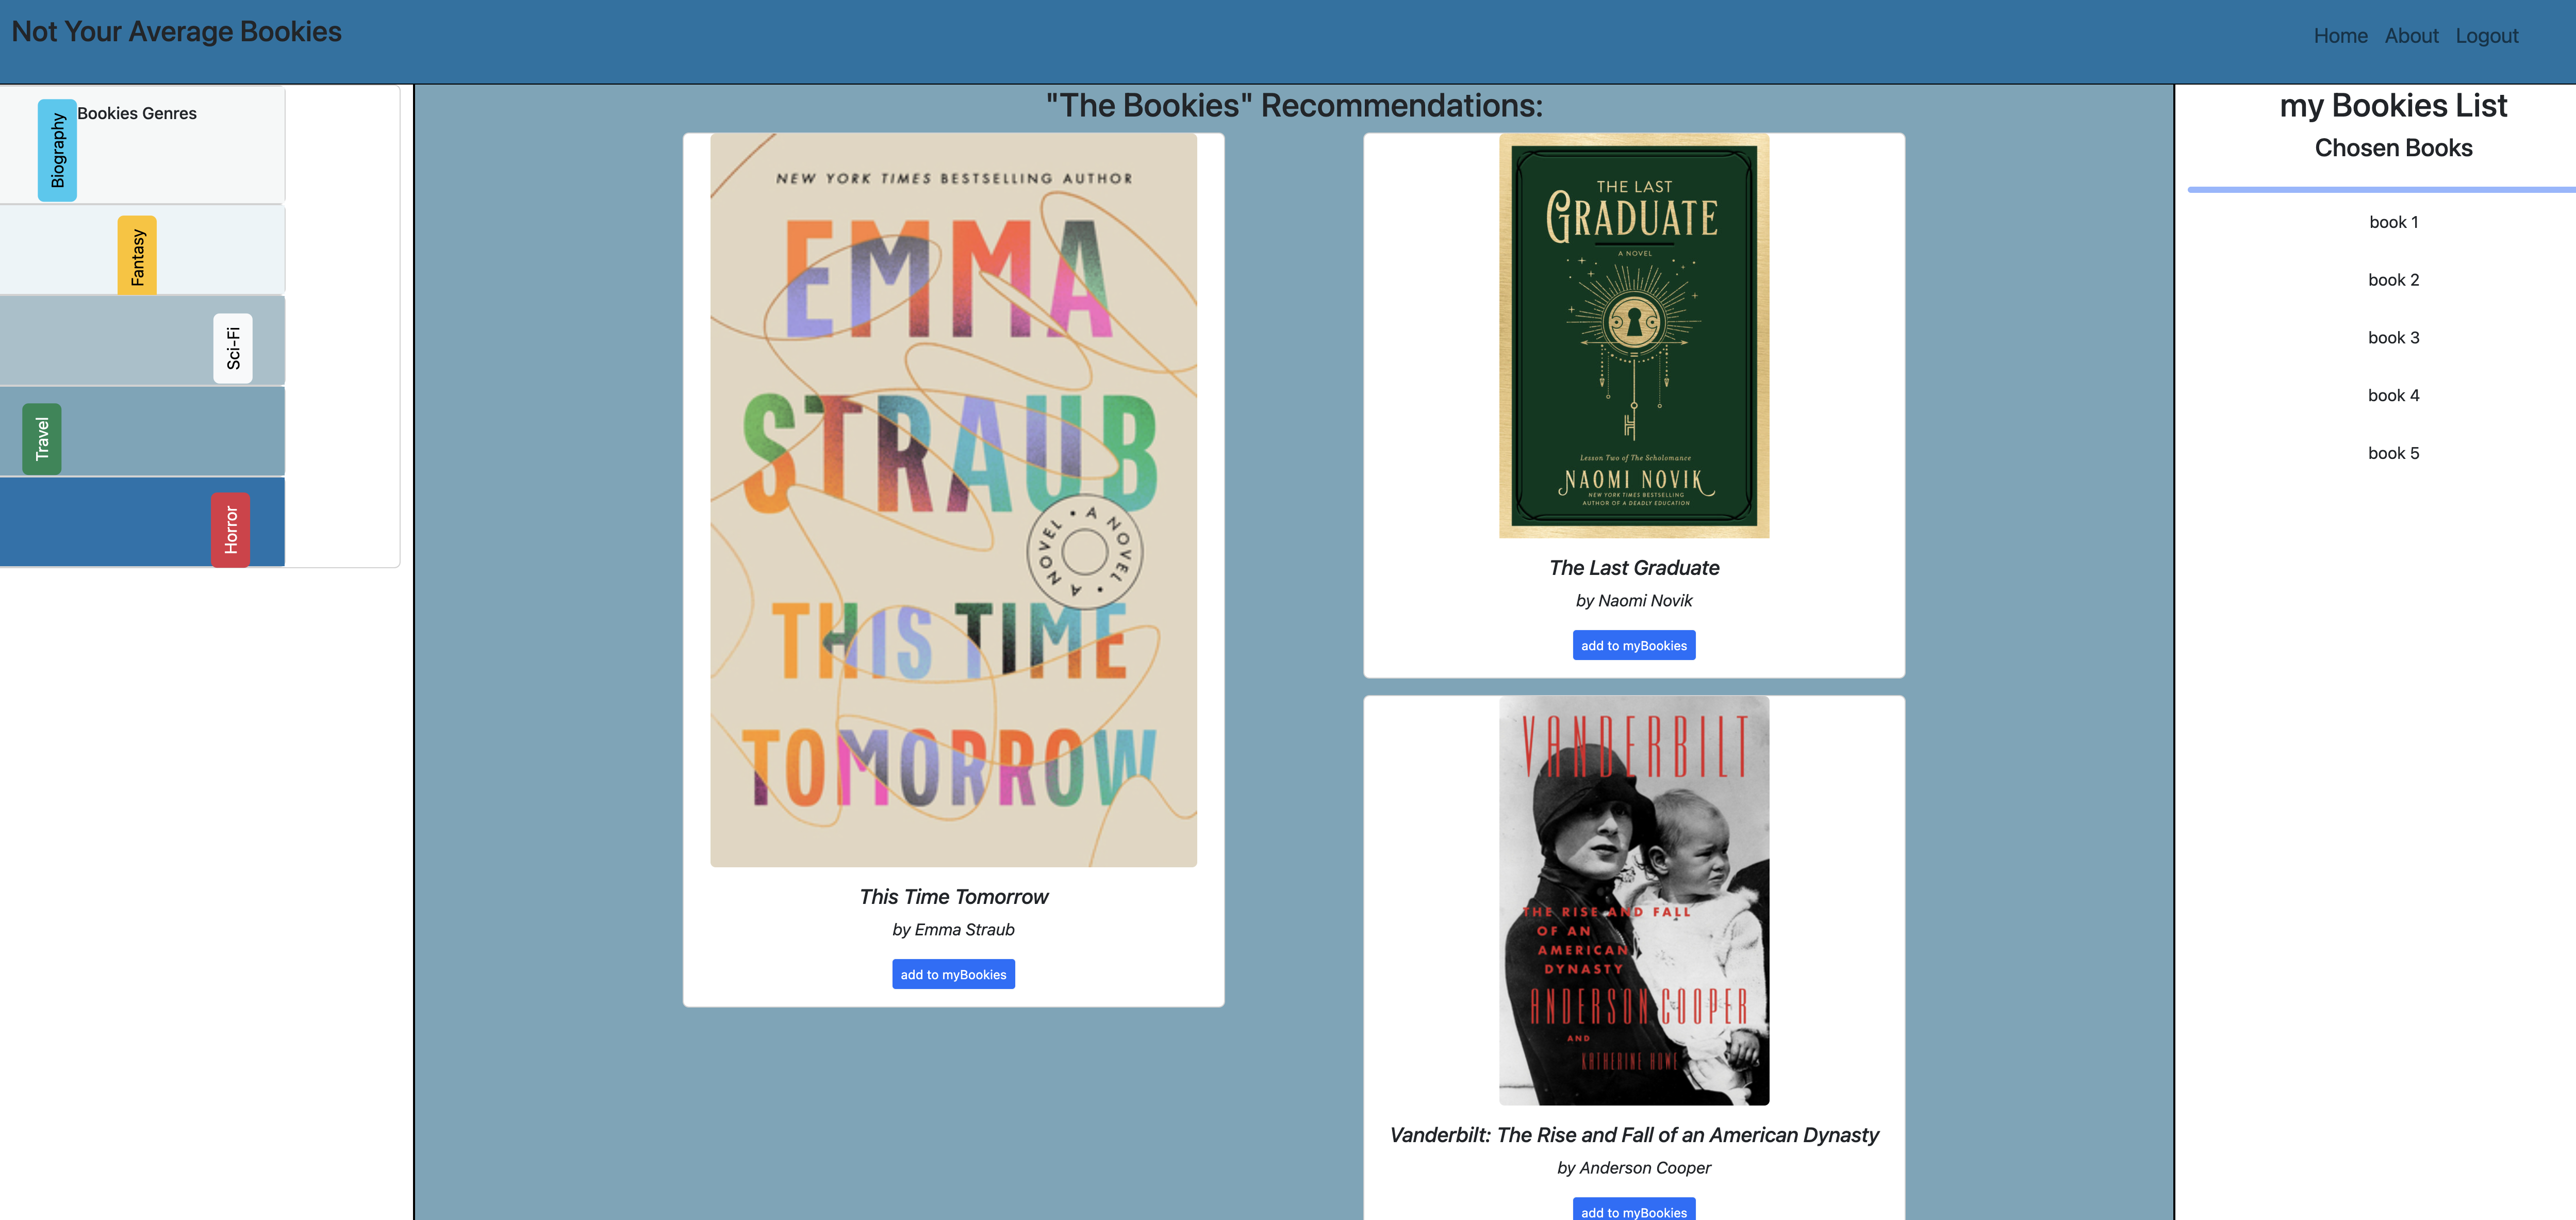 Not Your Average Bookies
Home About Logout
Bookies Genres
Biography
Fantasy
Sci-Fi
Travel
Horror
"The Bookies" Recommendations:
NEW YORK TIMES BESTSELLING AUTHOR
EMMA
STRAUB
A NOVEL • A NOVEL • A NOVEL •
THIS TIME
TOMORROW
This Time Tomorrow
by Emma Straub
add to myBookies
THE LAST
GRADUATE
A NOVEL
Lesson Two of The Scholomance
NAOMI NOVIK
NEW YORK TIMES BESTSELLING
AUTHOR OF A DEADLY EDUCATION
The Last Graduate
by Naomi Novik
add to myBookies
VANDERBILT
THE RISE AND FALL
OF AN
AMERICAN
DYNASTY
ANDERSON COOPER
AND
KATHERINE HOWE
Vanderbilt: The Rise and Fall of an American Dynasty
by Anderson Cooper
add to myBookies
my Bookies List
Chosen Books
book 1
book 2
book 3
book 4
book 5